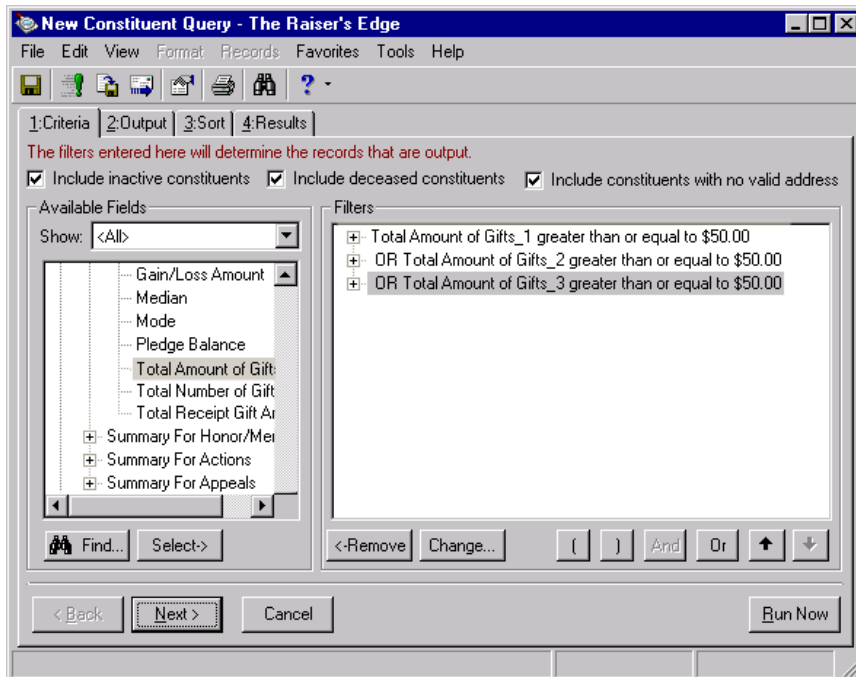 New Constituent Query - The Raiser's Edge
File Edit View Format Records Favorites Tools Help
1:Criteria 2:Output 3:Sort 4:Results
The filters entered here will determine the records that are output.
Include inactive constituents Include deceased constituents Include constituents with no valid address
Available Fields
Show: <All>
Gain/Loss Amount
Median
Mode
Pledge Balance
Total Amount of Gift
Total Number of Gift
Total Receipt Gift Ar
Summary For Honor/Mer
Summary For Actions
Summary For Appeals
Find... Select->
Filters
Total Amount of Gifts_1 greater than or equal to $50.00
OR Total Amount of Gifts_2 greater than or equal to $50.00
OR Total Amount of Gifts_3 greater than or equal to $50.00
<-Remove Change... ( ) And Or
< Back Next > Cancel Run Now